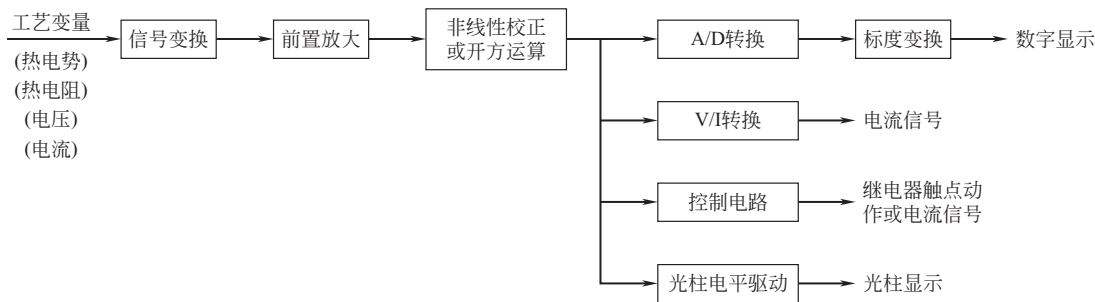 工艺变量
(热电势)
(热电阻)
(电压)
(电流)
信号变换
前置放大
非线性校正
或开方运算
A/D转换
标度变换
数字显示
V/I转换
电流信号
控制电路
继电器触点动
作或电流信号
光柱电平驱动
光柱显示